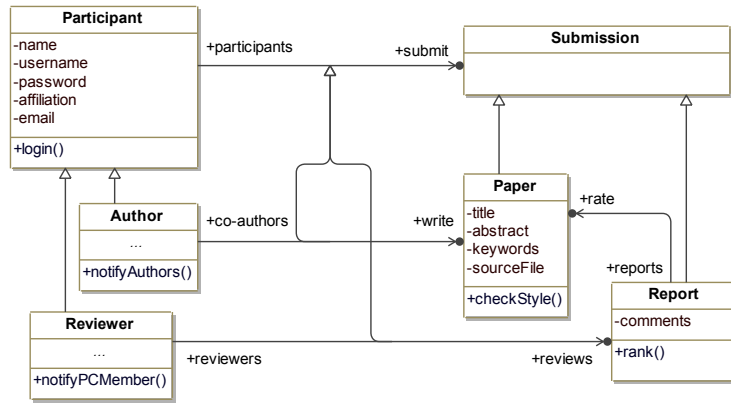 Participant
-name
-username
-password
-affiliation
-email
+login()
+participants
+submit
Submission
Author
...
+notifyAuthors()
+co-authors
+write
Paper
-title
-abstract
-keywords
-sourceFile
+checkStyle()
+rate
+reports
Reviewer
...
+notifyPCMember()
+reviewers
+reviews
Report
-comments
+rank()